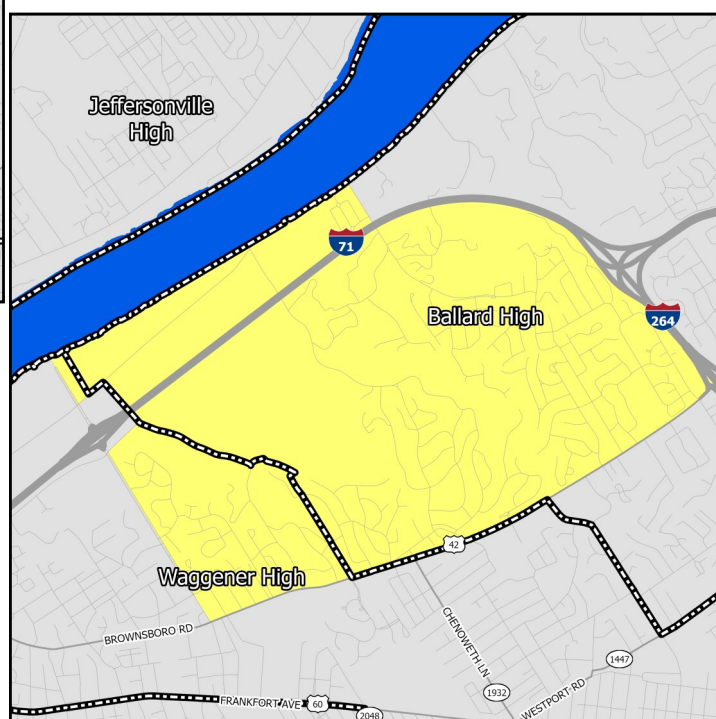 Jeffersonville
High
71
Ballard High
264
42
Waggener High
BROWNSBORO RD
CHENOWETH LN
1447
1932
WESTPORT RD
FRANKFORT AVE
60
2048